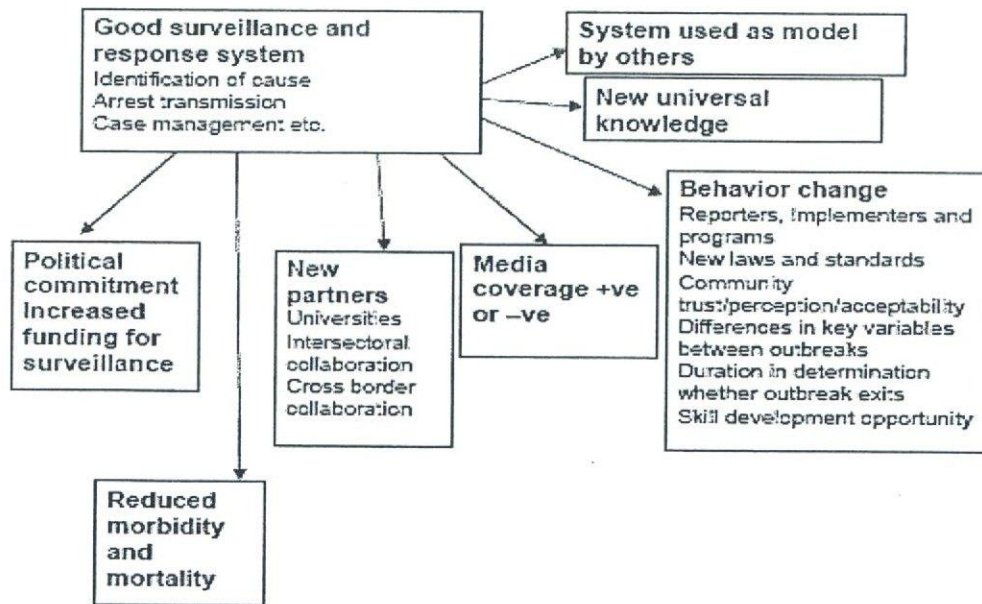 Good surveillance and
response system
Identification of cause
Arrest transmission
Case management etc.
System used as model
by others
New universal
knowledge
Behavior change
Reporters, Implementers and
programs
New laws and standards
Community
trust/perception/acceptability
Differences in key variables
between outbreaks
Duration in determination
whether outbreak exits
Skill development opportunity
Political
commitment
Increased
funding for
surveillance
New
partners
Universities
Intersectoral
collaboration
Cross border
collaboration
Media
coverage +ve
or –ve
Reduced
morbidity
and
mortality